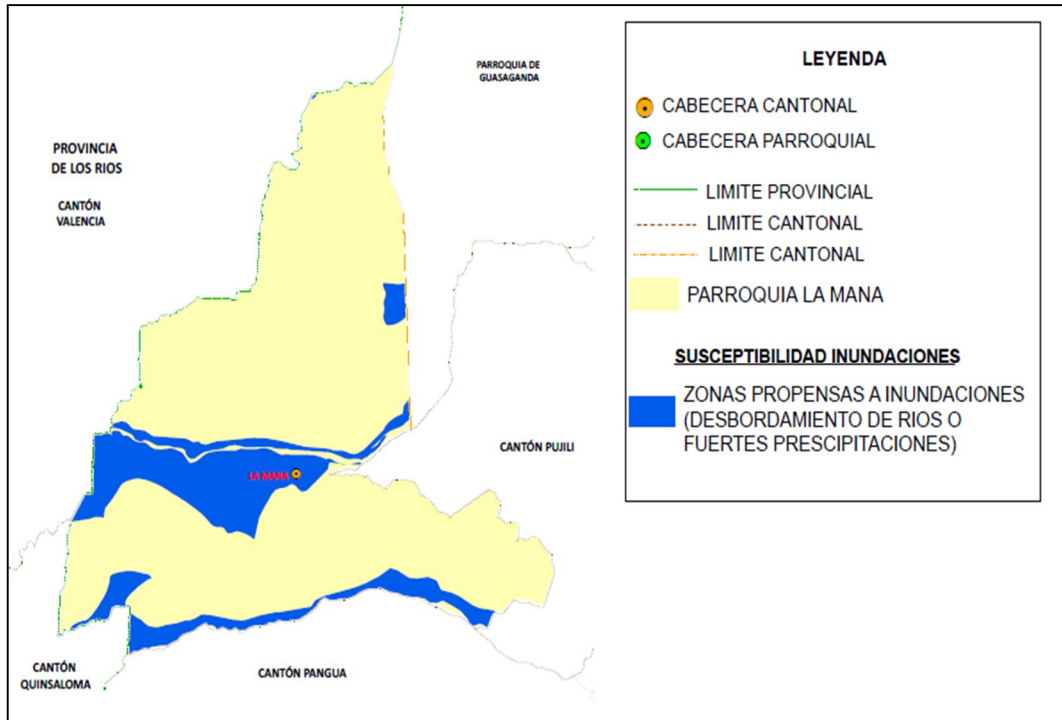 PARROQUIA DE
GUASAGANDA
PROVINCIA
DE LOS RIOS
CANTÓN
VALENCIA
LA MANA
CANTÓN PUJILI
CANTÓN
QUINSALOMA
CANTÓN PANGUA
LEYENDA
CABECERA CANTONAL
CABECERA PARROQUIAL
LIMITE PROVINCIAL
LIMITE CANTONAL
LIMITE CANTONAL
PARROQUIA LA MANA
SUSCEPTIBILIDAD INUNDACIONES
ZONAS PROPENSAS A INUNDACIONES
(DESBORDAMIENTO DE RIOS O
FUERTES PRESCIPITACIONES)